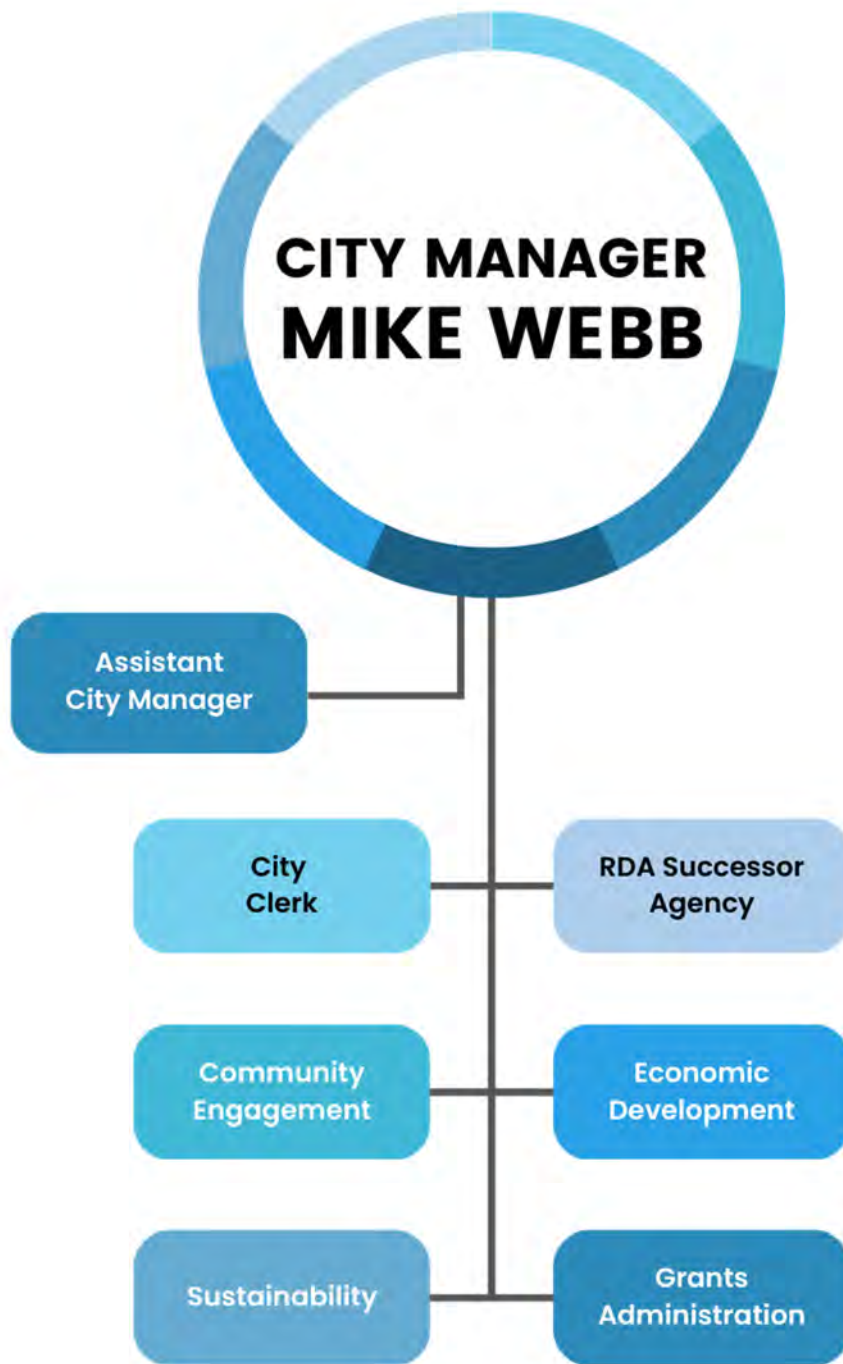 CITY MANAGER
MIKE WEBB
Assistant
City Manager
City
Clerk
RDA Successor
Agency
Community
Engagement
Economic
Development
Sustainability
Grants
Administration